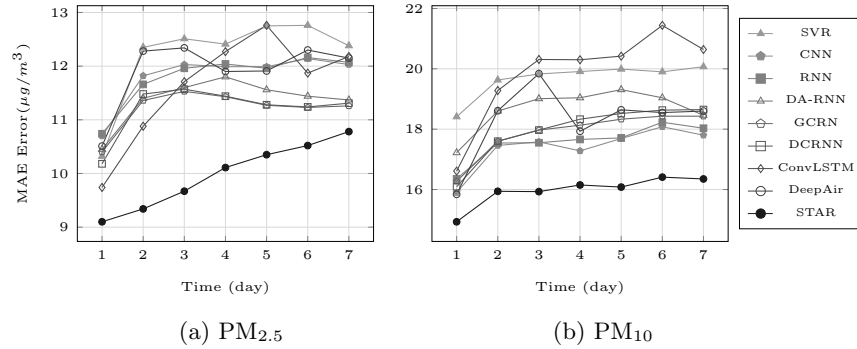 MAE Error(μg/m³)
13
12
11
10
9
1 2 3 4 5 6 7
Time (day)
(a) PM₂.₅
22
20
18
16
1 2 3 4 5 6 7
Time (day)
(b) PM₁₀
SVR
CNN
RNN
DA-RNN
GCRN
DCRNN
ConvLSTM
DeepAir
STAR